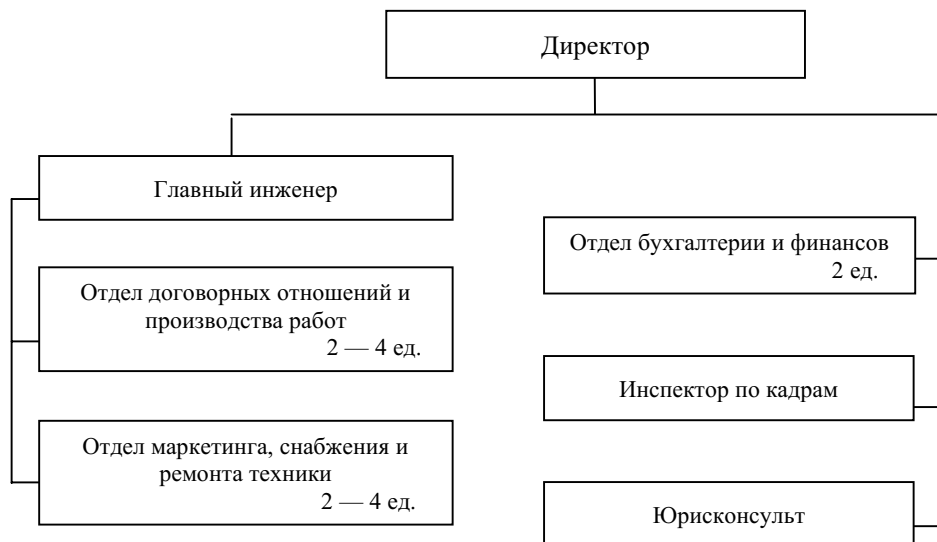 Директор
Главный инженер
Отдел договорных отношений и
производства работ
2 — 4 ед.
Отдел маркетинга, снабжения и
ремонта техники
2 — 4 ед.
Отдел бухгалтерии и финансов
2 ед.
Инспектор по кадрам
Юрисконсульт